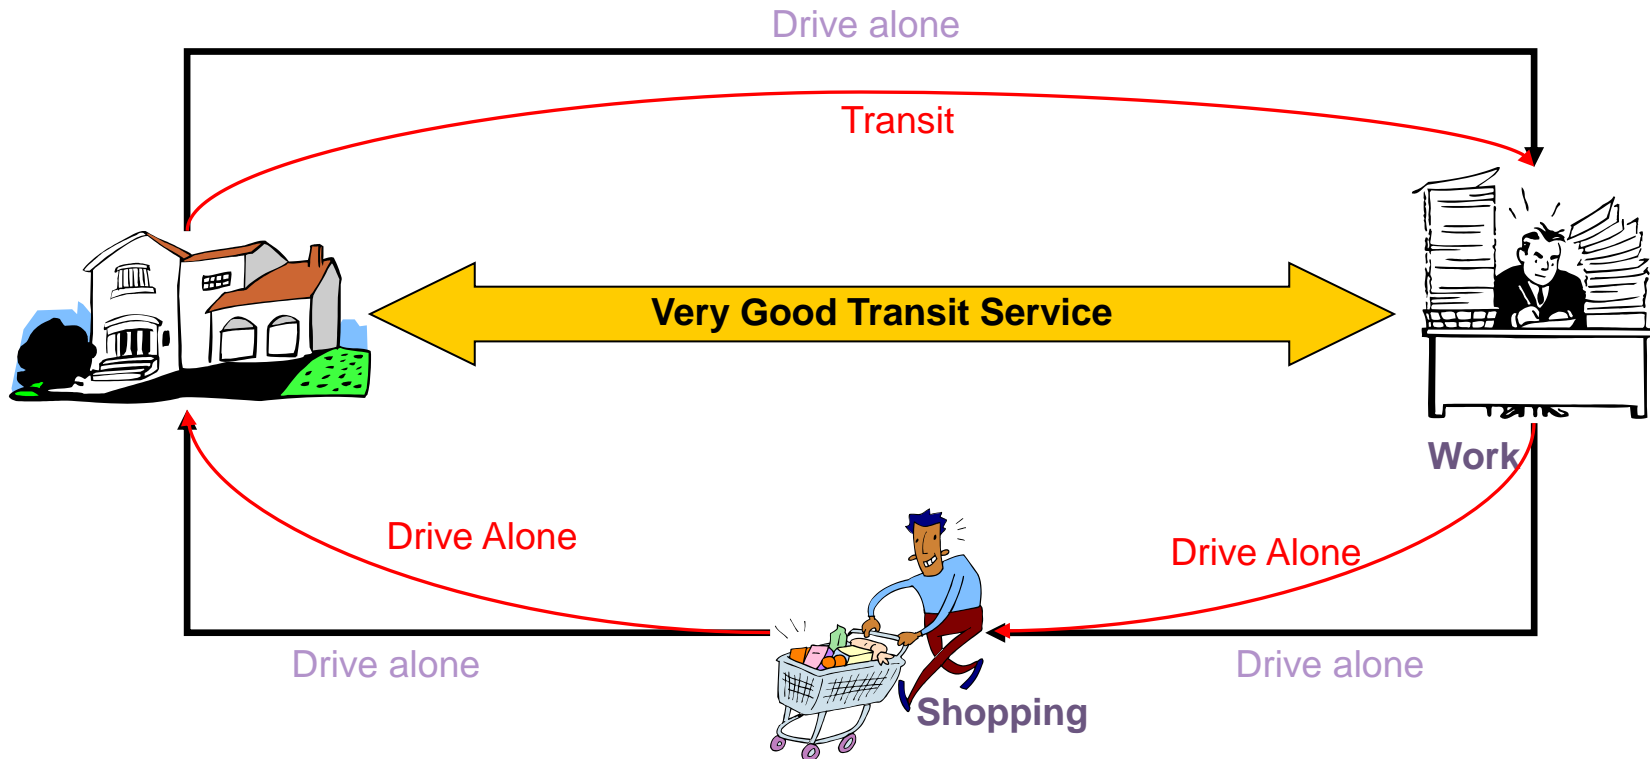 Drive alone
Transit
Very Good Transit Service
Work
Drive Alone
Drive Alone
Drive alone
Drive alone
Shopping